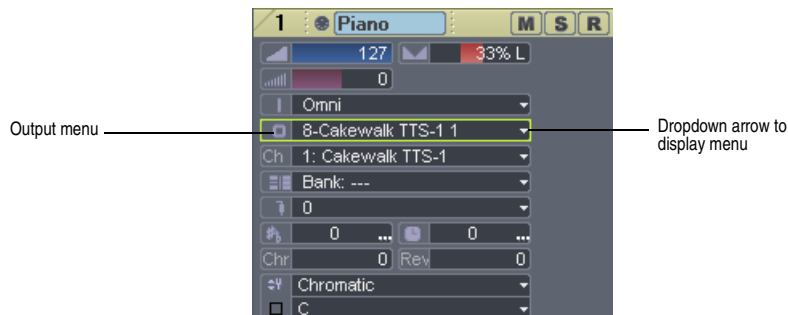 1 Piano M S R
127 33% L
0
Omni
Output menu 8-Cakewalk TTS-1 1 Dropdown arrow to
display menu
Ch 1: Cakewalk TTS-1
Bank: ---
0
0 ... 0 ...
Chr 0 Rev 0
Chromatic
C